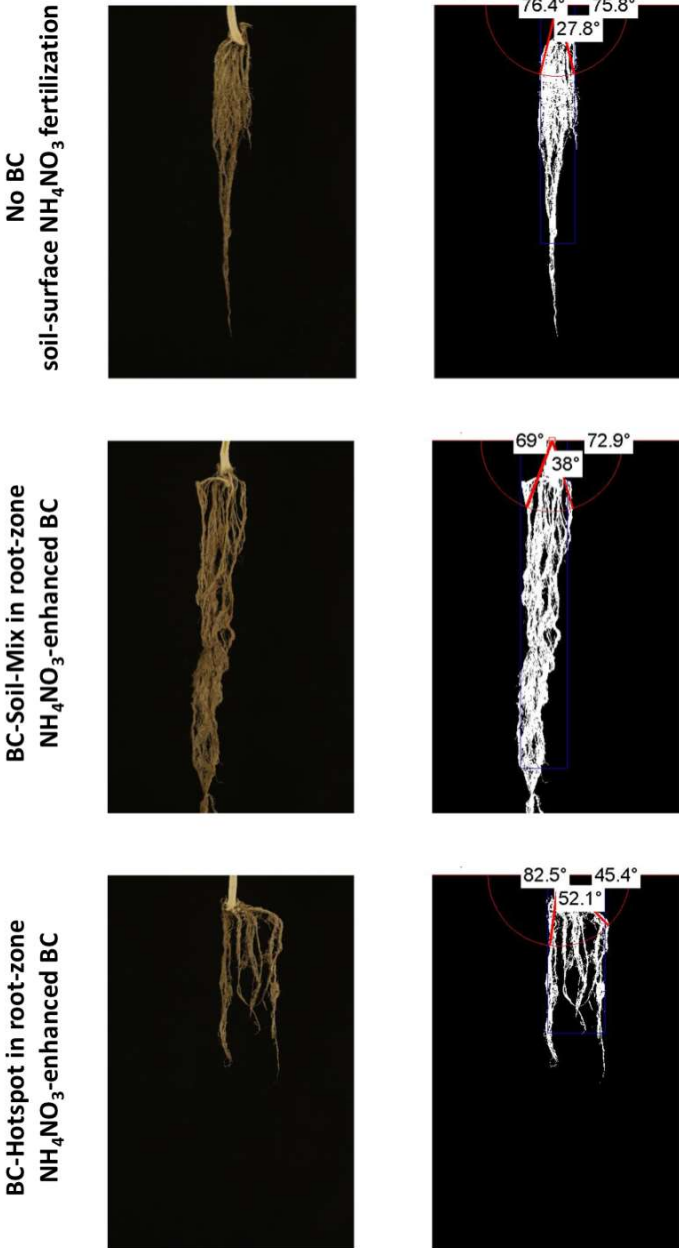 No BC
soil-surface NH₄NO₃ fertilization
76.4° 75.8°
27.8°
BC-Soil-Mix in root-zone
NH₄NO₃-enhanced BC
69° 72.9°
38°
BC-Hotspot in root-zone
NH₄NO₃-enhanced BC
82.5° 45.4°
52.1°